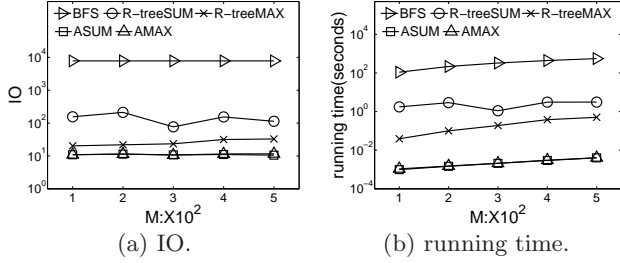 BFS R-treeSUM R-treeMAX
ASUM AMAX
IO
10^4
10^3
10^2
10^1
10^0
1 2 3 4 5
M:X10^2
(a) IO.
BFS R-treeSUM R-treeMAX
ASUM AMAX
running time(seconds)
10^4
10^2
10^0
10^-2
10^-4
1 2 3 4 5
M:X10^2
(b) running time.